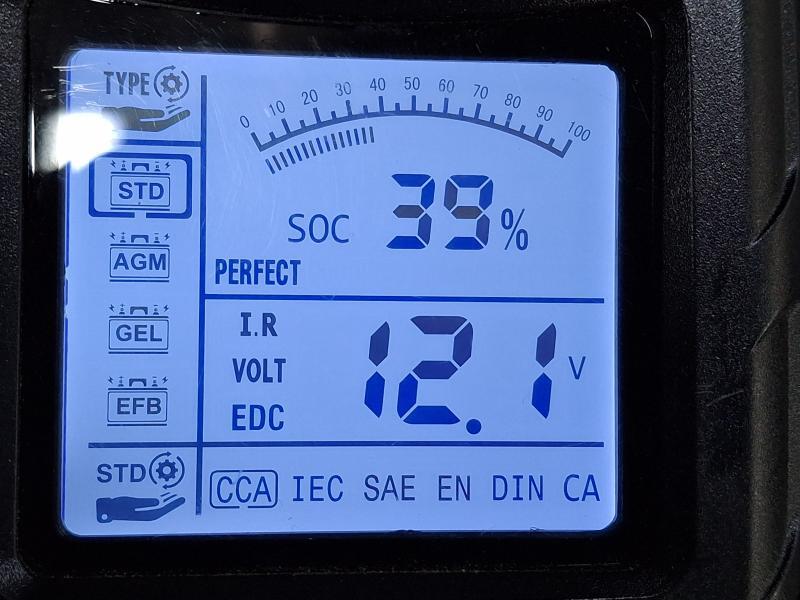 TYPE
0 10 20 30 40 50 60 70 80 90 100
STD
SOC 39%
AGM
PERFECT
GEL
I.R
VOLT 12.1 V
EFB
EDC
STD
CCA IEC SAE EN DIN CA